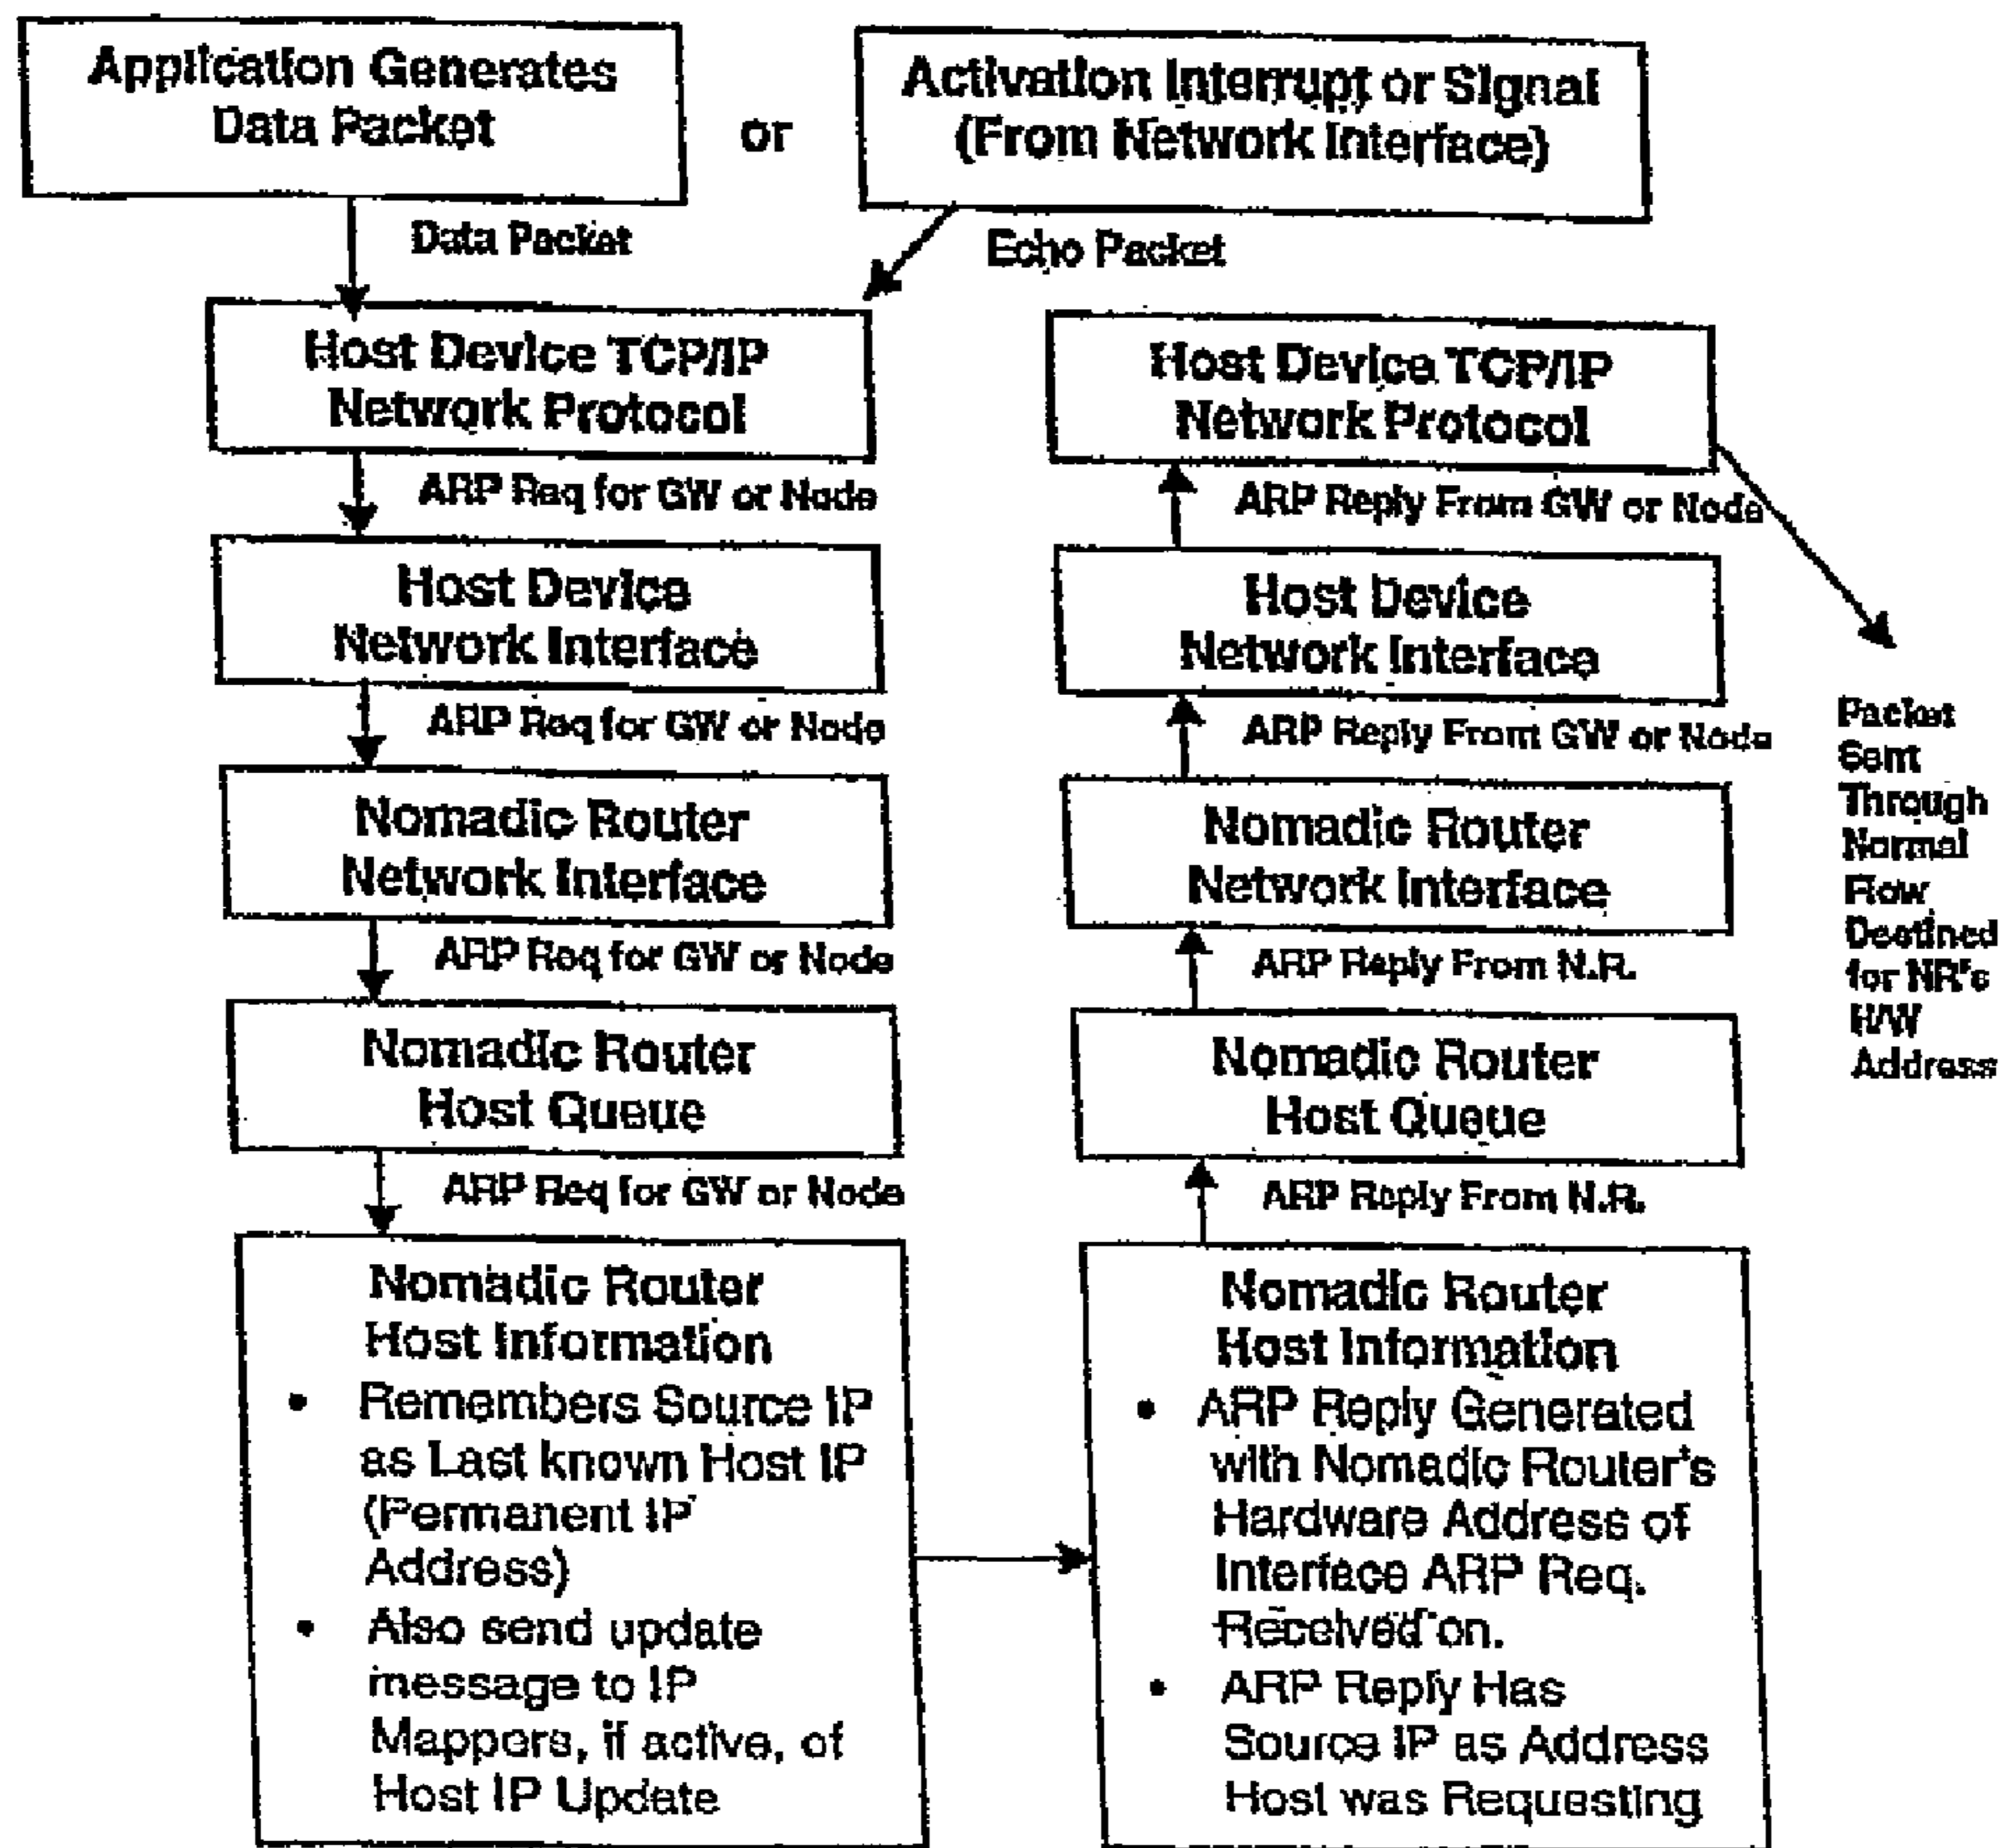 Application Generates
Data Packet
or
Activation Interrupt or Signal
(From Network Interface)
Data Packet
Echo Packet
Host Device TCP/IP
Network Protocol
ARP Req for GW or Node
Host Device
Network Interface
ARP Req for GW or Node
Nomadic Router
Network Interface
ARP Req for GW or Node
Nomadic Router
Host Queue
ARP Req for GW or Node
Nomadic Router
Host Information
• Remembers Source IP
as Last known Host IP
(Permanent IP
Address)
• Also send update
message to IP
Mappers, if active, of
Host IP Update
Host Device TCP/IP
Network Protocol
ARP Reply From GW or Node
Host Device
Network Interface
ARP Reply From GW or Node
Nomadic Router
Network Interface
ARP Reply From N.R.
Nomadic Router
Host Queue
ARP Reply From N.R.
Nomadic Router
Host Information
• ARP Reply Generated
with Nomadic Router's
Hardware Address of
Interface ARP Req.
Received on.
• ARP Reply Has
Source IP as Address
Host was Requesting
Packet
Sent
Through
Normal
Flow
Destined
for NR's
H/W
Address